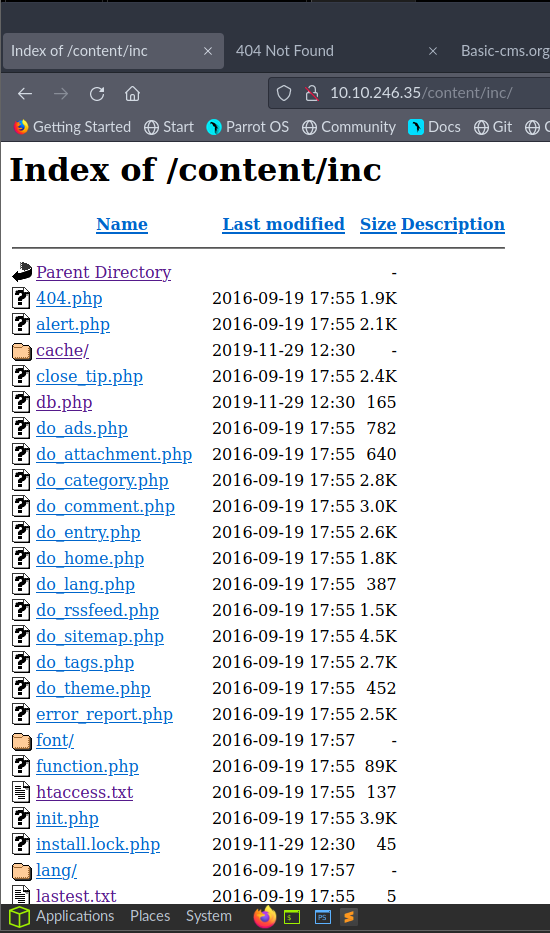 Index of /content/inc × 404 Not Found × Basic-cms.org
10.10.246.35/content/inc/
Getting Started Start Parrot OS Community Docs Git
Index of /content/inc
Name Last modified Size Description
Parent Directory -
404.php 2016-09-19 17:55 1.9K
alert.php 2016-09-19 17:55 2.1K
cache/ 2019-11-29 12:30 -
close_tip.php 2016-09-19 17:55 2.4K
db.php 2019-11-29 12:30 165
do_ads.php 2016-09-19 17:55 782
do_attachment.php 2016-09-19 17:55 640
do_category.php 2016-09-19 17:55 2.8K
do_comment.php 2016-09-19 17:55 3.0K
do_entry.php 2016-09-19 17:55 2.6K
do_home.php 2016-09-19 17:55 1.8K
do_lang.php 2016-09-19 17:55 387
do_rssfeed.php 2016-09-19 17:55 1.5K
do_sitemap.php 2016-09-19 17:55 4.5K
do_tags.php 2016-09-19 17:55 2.7K
do_theme.php 2016-09-19 17:55 452
error_report.php 2016-09-19 17:55 2.5K
font/ 2016-09-19 17:57 -
function.php 2016-09-19 17:55 89K
htaccess.txt 2016-09-19 17:55 137
init.php 2016-09-19 17:55 3.9K
install.lock.php 2019-11-29 12:30 45
lang/ 2016-09-19 17:57 -
lastest.txt 2016-09-19 17:55 5
Applications Places System